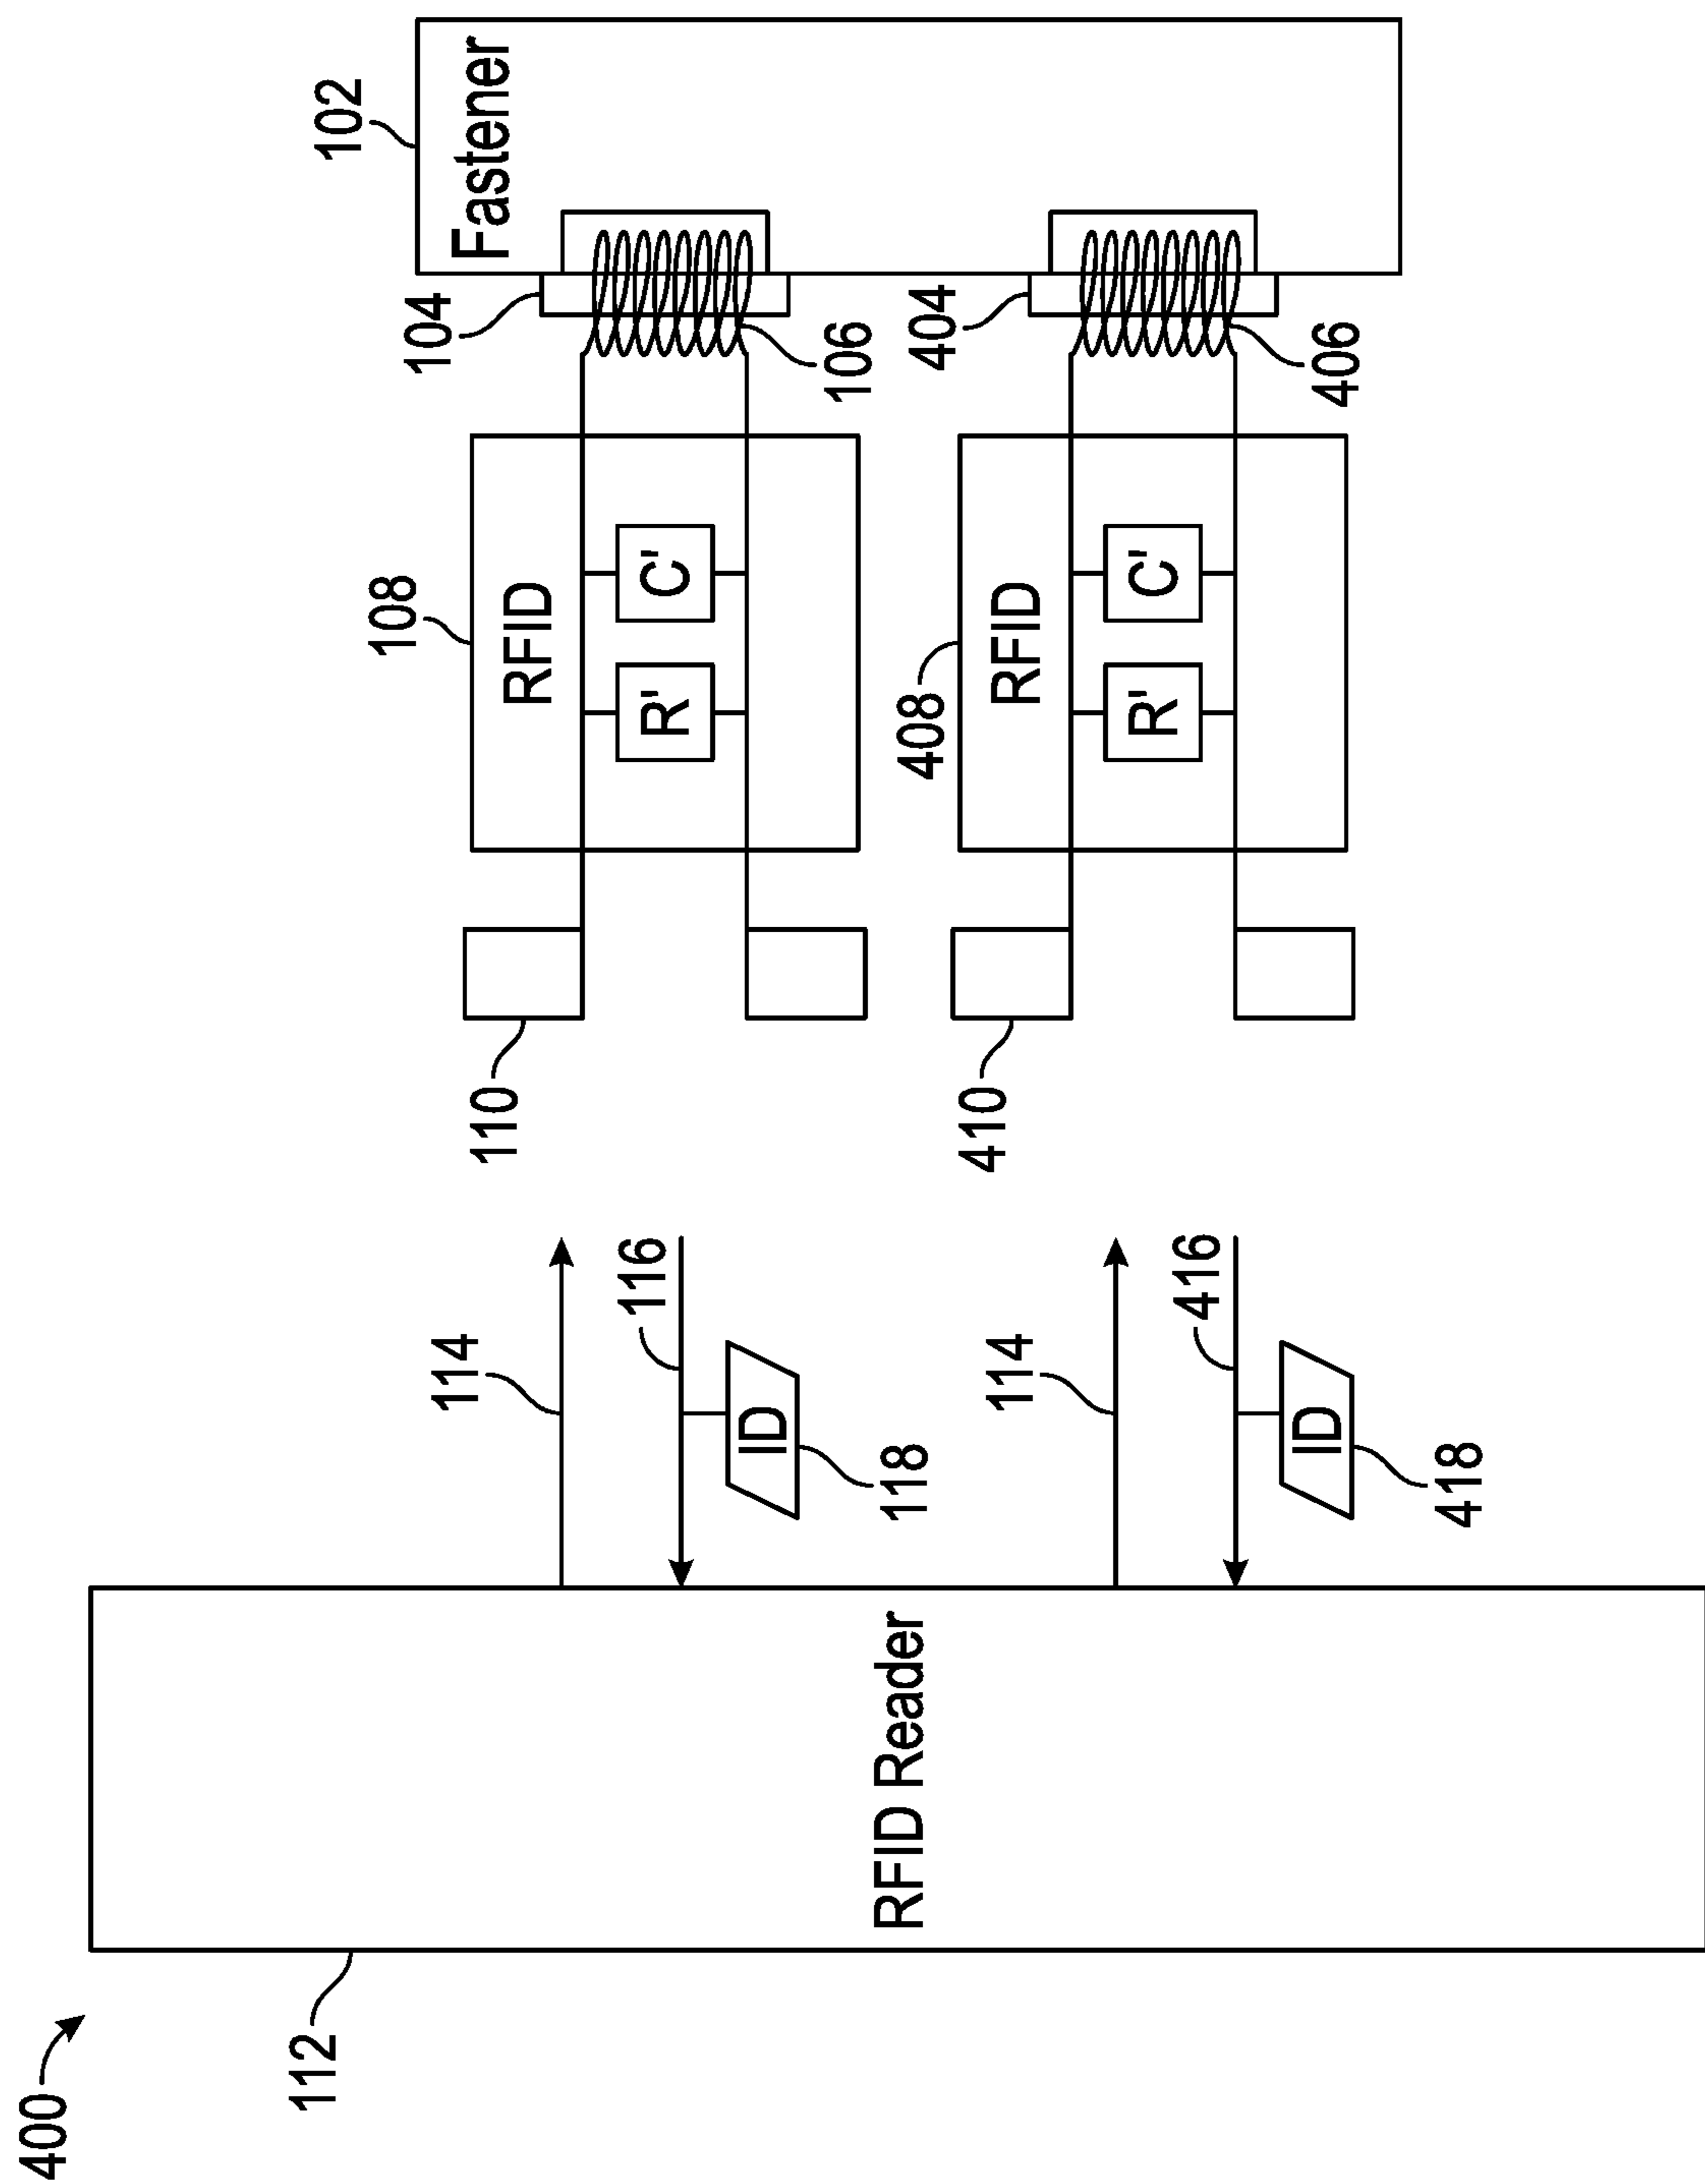 400
112
102
108
114
104
110
RFID
Fastener
116
R'
C'
ID
106
RFID Reader
118
408
404
114
410
RFID
416
R'
C'
ID
406
418